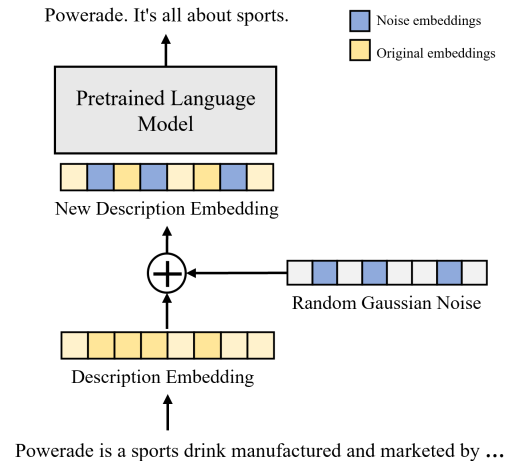 Powerade. It's all about sports.
Noise embeddings
Original embeddings
Pretrained Language
Model
New Description Embedding
Random Gaussian Noise
Description Embedding
Powerade is a sports drink manufactured and marketed by ...